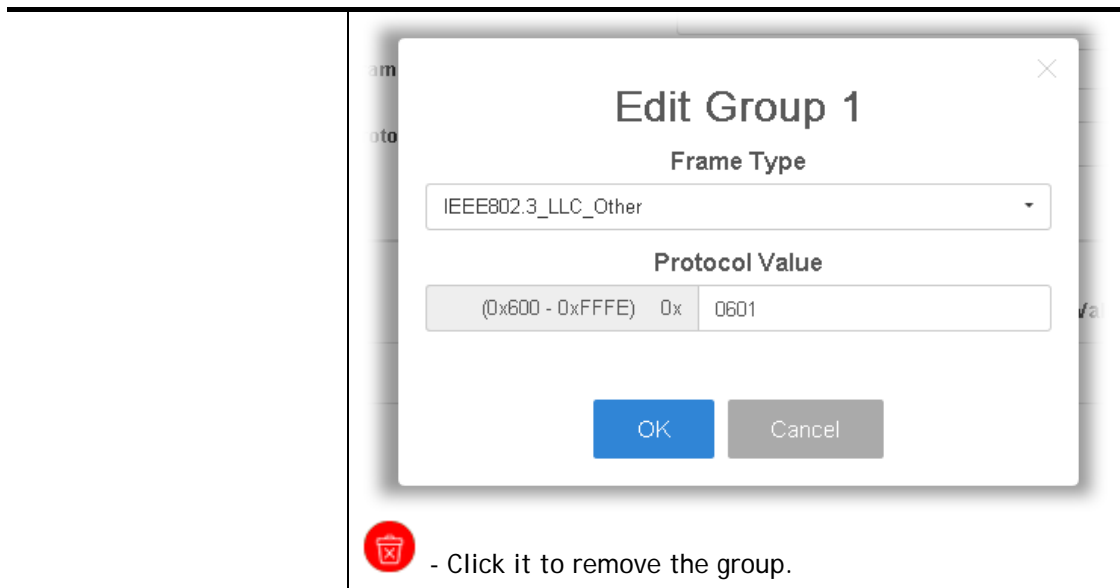 Edit Group 1
Frame Type
IEEE802.3_LLC_Other
Protocol Value
(0x600 - 0xFFFE) 0x 0601
OK Cancel
- Click it to remove the group.